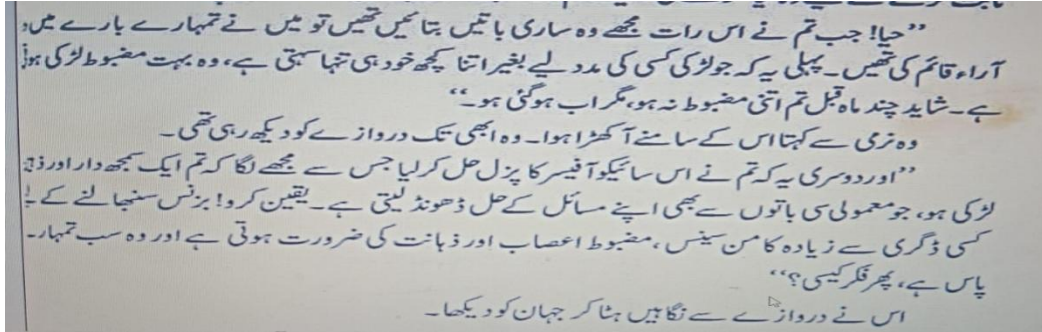 ’’حیا! جب تم نے اس رات مجھے وہ ساری باتیں بتائیں تھیں تو میں نے تمہارے بارے میں
آراء قائم کی تھیں۔ پہلی یہ کہ جو لڑکی کسی کی مدد لیے بغیر اتنا کچھ خود ہی تنہا سہتی ہے، وہ بہت مضبوط لڑکی
ہے۔ شاید چند ماہ قبل تم اتنی مضبوط نہ ہو، مگر اب ہو گئی ہو۔‘‘
وہ نرمی سے کہتا اس کے سامنے آ کھڑا ہوا۔ وہ ابھی تک دروازے کو دیکھ رہی تھی۔
’’اور دوسری یہ کہ تم نے اس سائیکو آفیسر کا پزل حل کر لیا جس سے مجھے لگا کہ تم ایک سمجھ دار اور
لڑکی ہو، جو معمولی سی باتوں سے بھی اپنے مسائل کے حل ڈھونڈ لیتی ہے۔ یقین کرو! بزنس سنبھالنے کے
کسی ڈگری سے زیادہ کامن سینس، مضبوط اعصاب اور ذہانت کی ضرورت ہوتی ہے اور وہ سب
پاس ہے، پھر فکر کیسی؟‘‘
اس نے دروازے سے نگاہیں ہٹا کر جہان کو دیکھا۔